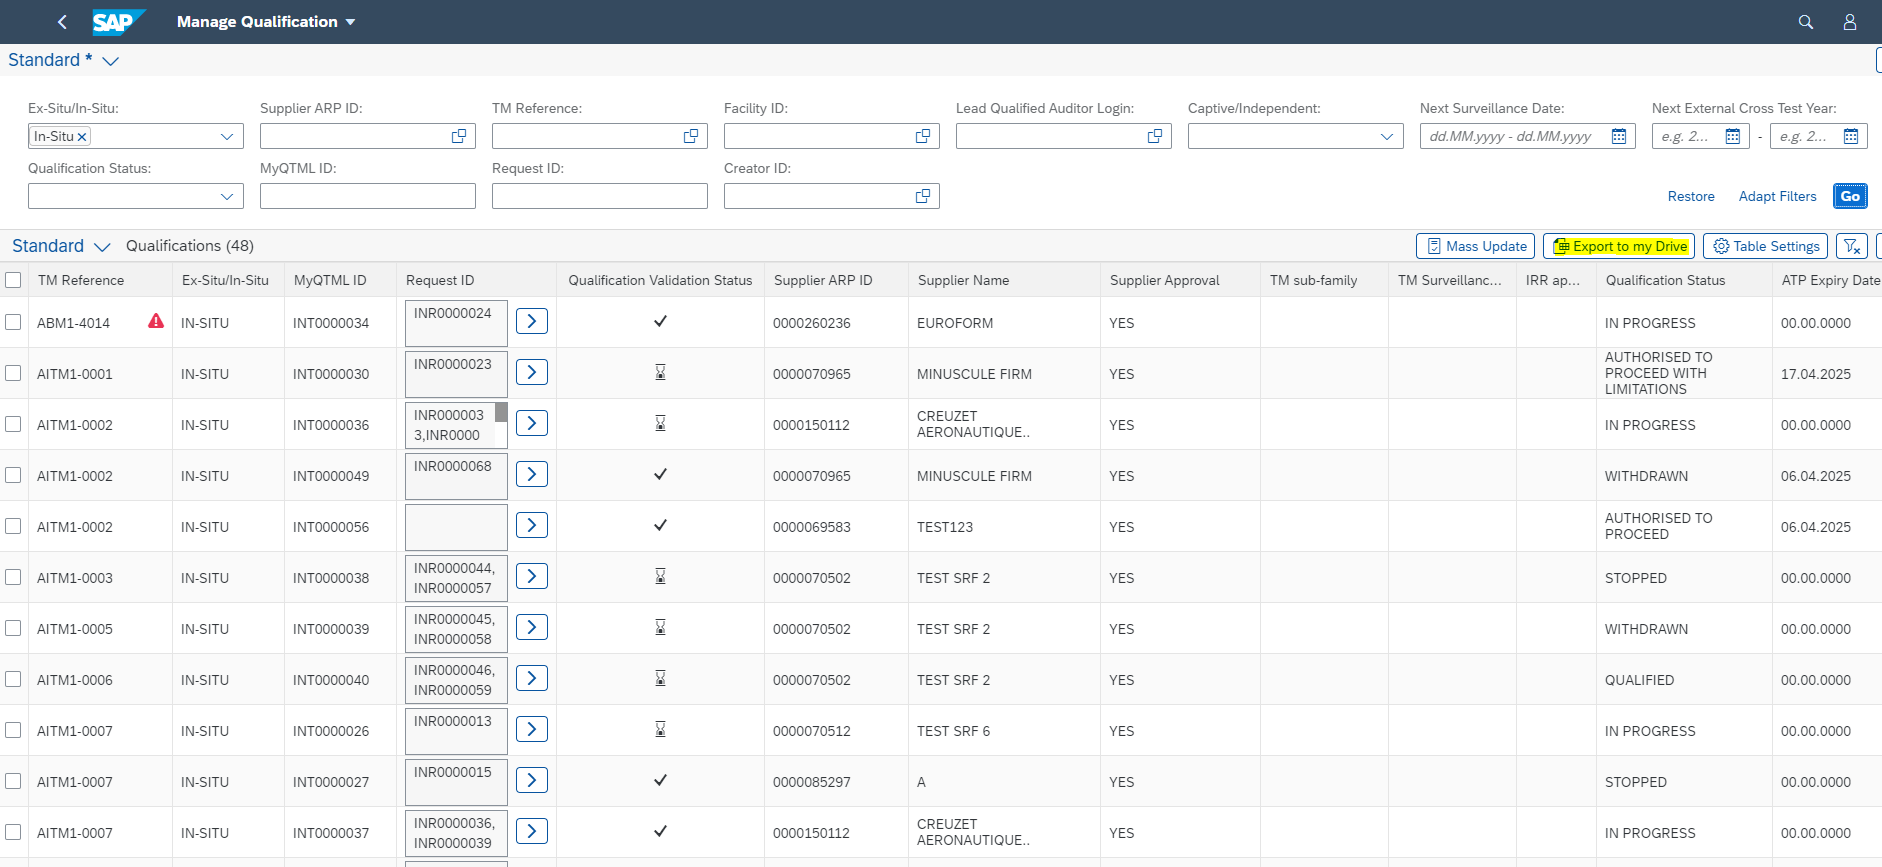 SAP Manage Qualification
Standard *
Ex-Situ/In-Situ: Supplier ARP ID: TM Reference: Facility ID: Lead Qualified Auditor Login: Captive/Independent: Next Surveillance Date: Next External Cross Test Year:
In-Situ dd.MM.yyyy - dd.MM.yyyy e.g. 2... - e.g. 2...
Qualification Status: MyQTML ID: Request ID: Creator ID:
Restore Adapt Filters Go
Standard Qualifications (48) Mass Update Export to my Drive Table Settings
TM Reference Ex-Situ/In-Situ MyQTML ID Request ID Qualification Validation Status Supplier ARP ID Supplier Name Supplier Approval TM sub-family TM Surveillanc... IRR ap... Qualification Status ATP Expiry Date
ABM1-4014 IN-SITU INT0000034 INR0000024 0000260236 EUROFORM YES IN PROGRESS 00.00.0000
AITM1-0001 IN-SITU INT0000030 INR0000023 0000070965 MINUSCULE FIRM YES AUTHORISED TO
PROCEED WITH
LIMITATIONS 17.04.2025
AITM1-0002 IN-SITU INT0000036 INR000003
3,INR0000 0000150112 CREUZET
AERONAUTIQUE.. YES IN PROGRESS 00.00.0000
AITM1-0002 IN-SITU INT0000049 INR0000068 0000070965 MINUSCULE FIRM YES WITHDRAWN 06.04.2025
AITM1-0002 IN-SITU INT0000056 0000069583 TEST123 YES AUTHORISED TO
PROCEED 06.04.2025
AITM1-0003 IN-SITU INT0000038 INR0000044,
INR0000057 0000070502 TEST SRF 2 YES STOPPED 00.00.0000
AITM1-0005 IN-SITU INT0000039 INR0000045,
INR0000058 0000070502 TEST SRF 2 YES WITHDRAWN 00.00.0000
AITM1-0006 IN-SITU INT0000040 INR0000046,
INR0000059 0000070502 TEST SRF 2 YES QUALIFIED 00.00.0000
AITM1-0007 IN-SITU INT0000026 INR0000013 0000070512 TEST SRF 6 YES IN PROGRESS 00.00.0000
AITM1-0007 IN-SITU INT0000027 INR0000015 0000085297 A YES STOPPED 00.00.0000
AITM1-0007 IN-SITU INT0000037 INR0000036,
INR0000039 0000150112 CREUZET
AERONAUTIQUE.. YES IN PROGRESS 00.00.0000